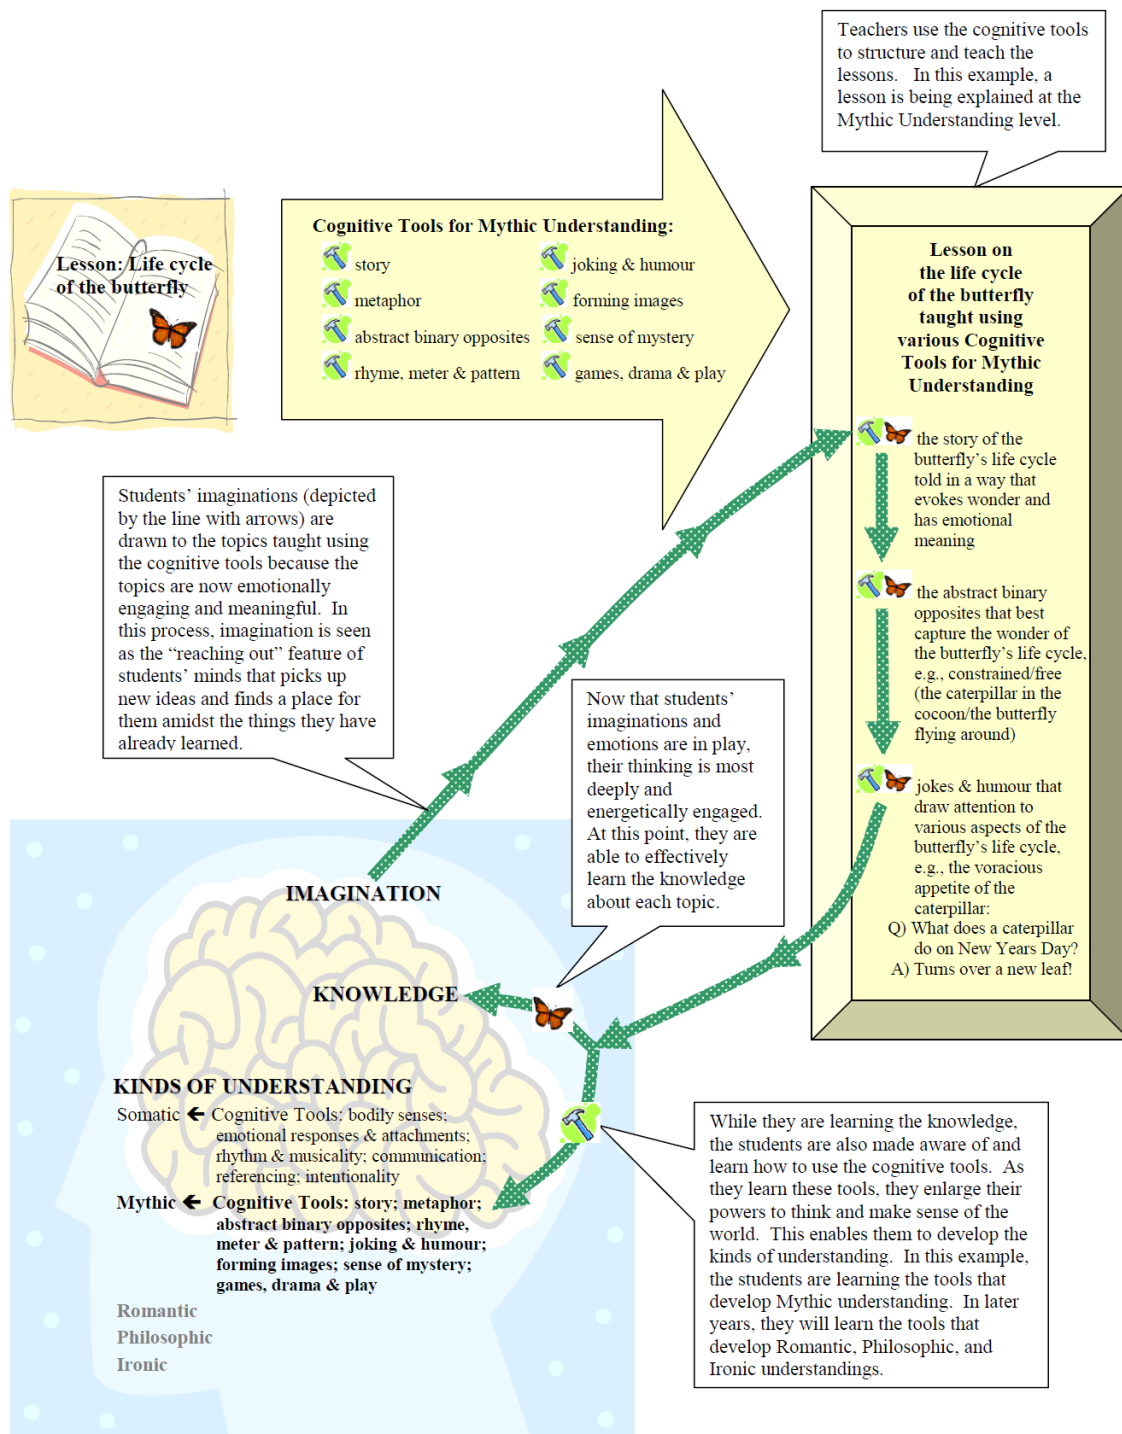 Teachers use the cognitive tools
to structure and teach the
lessons.   In this example, a
lesson is being explained at the
Mythic Understanding level.
Lesson: Life cycle
of the butterfly
Cognitive Tools for Mythic Understanding:
story
joking & humour
metaphor
forming images
abstract binary opposites
sense of mystery
rhyme, meter & pattern
games, drama & play
Lesson on
the life cycle
of the butterfly
taught using
various Cognitive
Tools for Mythic
Understanding
the story of the
butterfly’s life cycle
told in a way that
evokes wonder and
has emotional
meaning
the abstract binary
opposites that best
capture the wonder of
the butterfly’s life cycle,
e.g., constrained/free
(the caterpillar in the
cocoon/the butterfly
flying around)
jokes & humour that
draw attention to
various aspects of the
butterfly’s life cycle,
e.g., the voracious
appetite of the
caterpillar:
Q) What does a caterpillar
do on New Years Day?
A) Turns over a new leaf!
Students’ imaginations (depicted
by the line with arrows) are
drawn to the topics taught using
the cognitive tools because the
topics are now emotionally
engaging and meaningful.  In
this process, imagination is seen
as the “reaching out” feature of
students’ minds that picks up
new ideas and finds a place for
them amidst the things they have
already learned.
Now that students’
imaginations and
emotions are in play,
their thinking is most
deeply and
energetically engaged.
At this point, they are
able to effectively
learn the knowledge
about each topic.
IMAGINATION
KNOWLEDGE
KINDS OF UNDERSTANDING
Somatic 🡰 Cognitive Tools: bodily senses;
emotional responses & attachments;
rhythm & musicality; communication;
referencing; intentionality
Mythic 🡰 Cognitive Tools: story; metaphor;
abstract binary opposites; rhyme,
meter & pattern; joking & humour;
forming images; sense of mystery;
games, drama & play
Romantic
Philosophic
Ironic
While they are learning the knowledge,
the students are also made aware of and
learn how to use the cognitive tools.  As
they learn these tools, they enlarge their
powers to think and make sense of the
world.  This enables them to develop the
kinds of understanding.  In this example,
the students are learning the tools that
develop Mythic understanding.  In later
years, they will learn the tools that
develop Romantic, Philosophic, and
Ironic understandings.